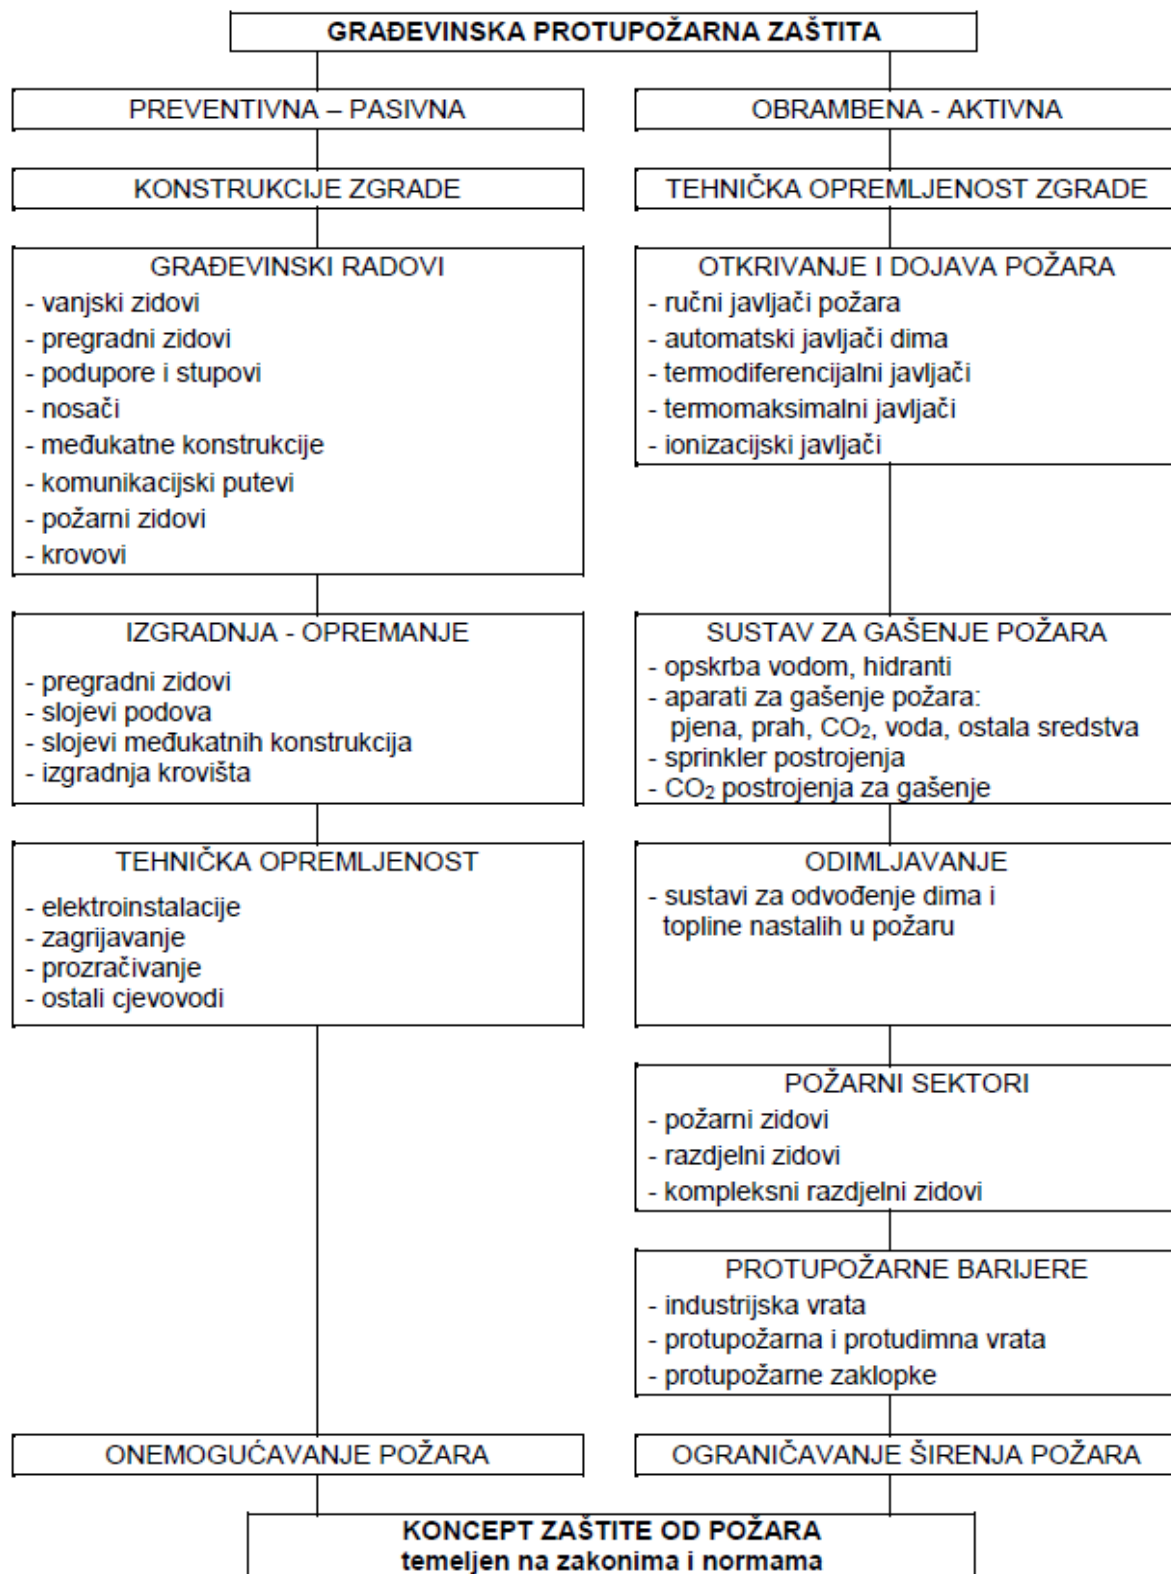 GRAĐEVINSKA PROTUPOŽARNA ZAŠTITA
PREVENTIVNA – PASIVNA
KONSTRUKCIJE ZGRADE
GRAĐEVINSKI RADOVI
- vanjski zidovi
- pregradni zidovi
- podupore i stupovi
- nosači
- međukatne konstrukcije
- komunikacijski putevi
- požarni zidovi
- krovovi
IZGRADNJA - OPREMANJE
- pregradni zidovi
- slojevi podova
- slojevi međukatnih konstrukcija
- izgradnja krovišta
TEHNIČKA OPREMLJENOST
- elektroinstalacije
- zagrijavanje
- prozračivanje
- ostali cjevovodi
ONEMOGUĆAVANJE POŽARA
OBRAMBENA - AKTIVNA
TEHNIČKA OPREMLJENOST ZGRADE
OTKRIVANJE I DOJAVA POŽARA
- ručni javljači požara
- automatski javljači dima
- termodiferencijalni javljači
- termomaksimalni javljači
- ionizacijski javljači
SUSTAV ZA GAŠENJE POŽARA
- opskrba vodom, hidranti
- aparati za gašenje požara:
pjena, prah, CO₂, voda, ostala sredstva
- sprinkler postrojenja
- CO₂ postrojenja za gašenje
ODIMLJAVANJE
- sustavi za odvođenje dima i
topline nastalih u požaru
POŽARNI SEKTORI
- požarni zidovi
- razdjelni zidovi
- kompleksni razdjelni zidovi
PROTUPOŽARNE BARIJERE
- industrijska vrata
- protupožarna i protudimna vrata
- protupožarne zaklopke
OGRANIČAVANJE ŠIRENJA POŽARA
KONCEPT ZAŠTITE OD POŽARA
temeljen na zakonima i normama